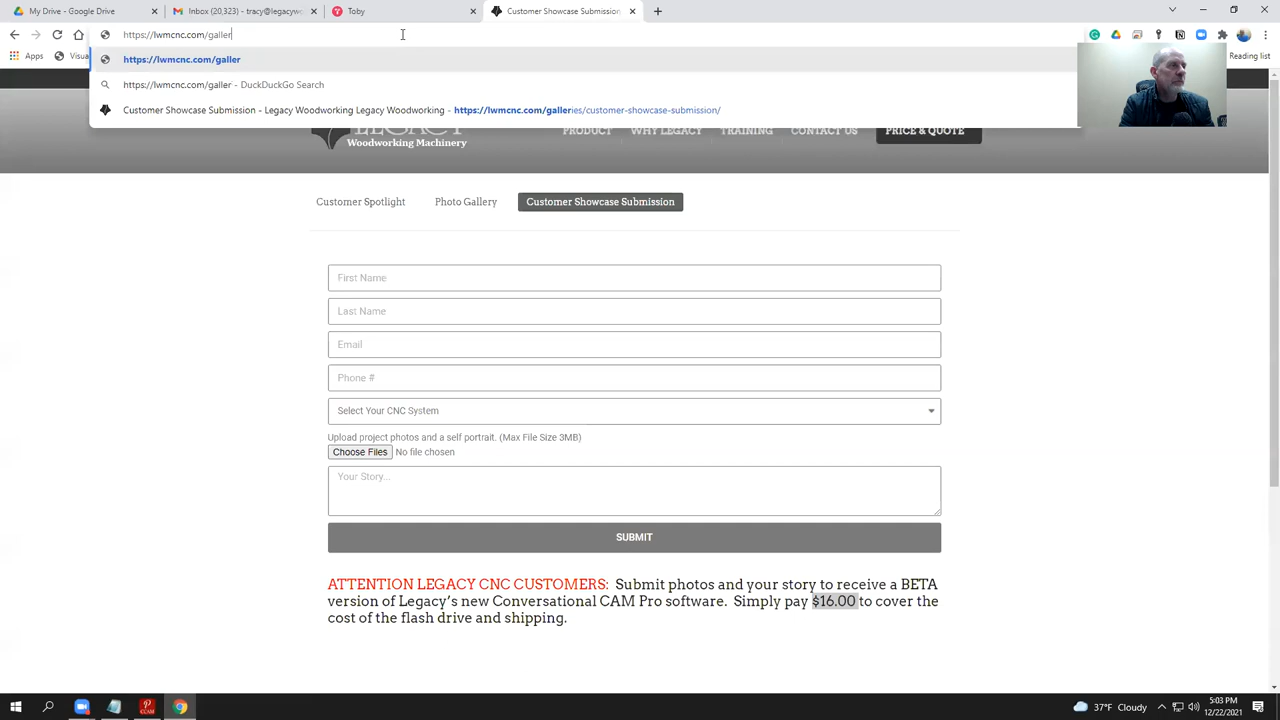 My Drive - Google Drive
Inbox (20,323) - tracy@legacyw
Toby
Customer Showcase Submission
https://lwmcnc.com/galler
Apps
Visua
Reading list
https://lwmcnc.com/galler
https://lwmcnc.com/galler - DuckDuckGo Search
Customer Showcase Submission - Legacy Woodworking Legacy Woodworking - https://lwmcnc.com/galleries/customer-showcase-submission/
LEGACY
Woodworking Machinery
PRODUCT
WHY LEGACY
TRAINING
CONTACT US
PRICE & QUOTE
Customer Spotlight
Photo Gallery
Customer Showcase Submission
First Name
Last Name
Email
Phone #
Select Your CNC System
Upload project photos and a self portrait. (Max File Size 3MB)
Choose Files No file chosen
Your Story...
SUBMIT
ATTENTION LEGACY CNC CUSTOMERS: Submit photos and your story to receive a BETA
version of Legacy's new Conversational CAM Pro software. Simply pay $16.00 to cover the
cost of the flash drive and shipping.
37°F Cloudy
5:03 PM
12/22/2021